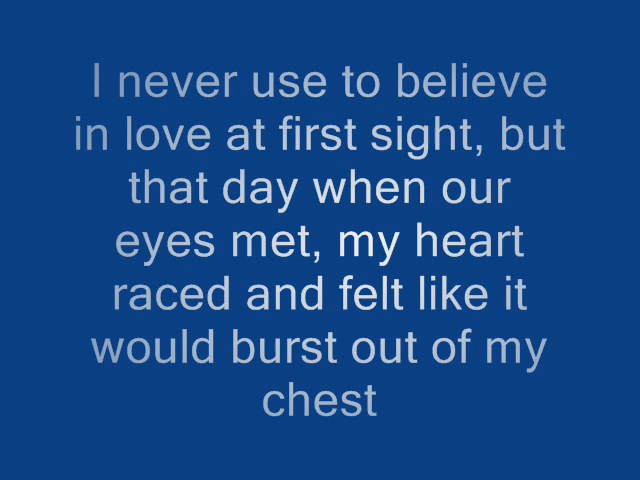 I never use to believe
in love at first sight, but
that day when our
eyes met, my heart
raced and felt like it
would burst out of my
chest